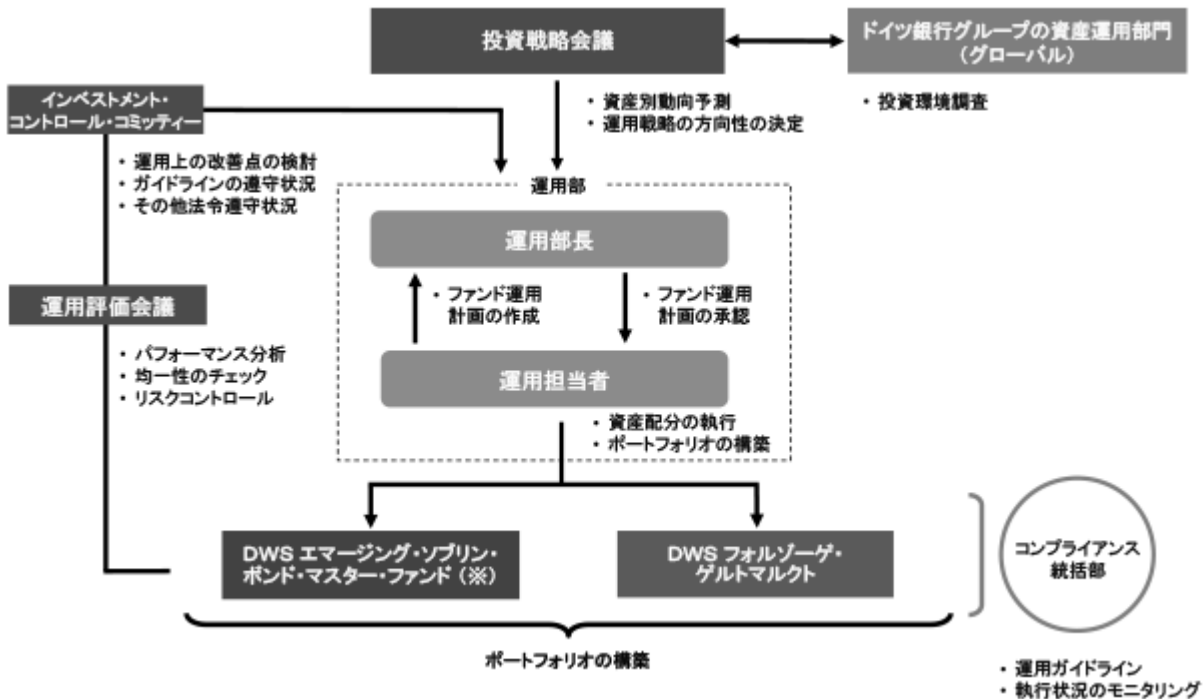 投資戦略会議
ドイツ銀行グループの資産運用部門
(グローバル)
・資産別動向予測
・運用戦略の方向性の決定
・投資環境調査
インベストメント・
コントロール・コミッティー
・運用上の改善点の検討
・ガイドラインの遵守状況
・その他法令遵守状況
運用部
運用部長
・ファンド運用
計画の作成
・ファンド運用
計画の承認
運用評価会議
・パフォーマンス分析
・均一性のチェック
・リスクコントロール
運用担当者
・資産配分の執行
・ポートフォリオの構築
DWS エマージング・ソブリン・
ボンド・マスター・ファンド (※)
DWS フォルゾーゲ・
ゲルトマルクト
コンプライアンス
統括部
ポートフォリオの構築
・運用ガイドライン
・執行状況のモニタリング